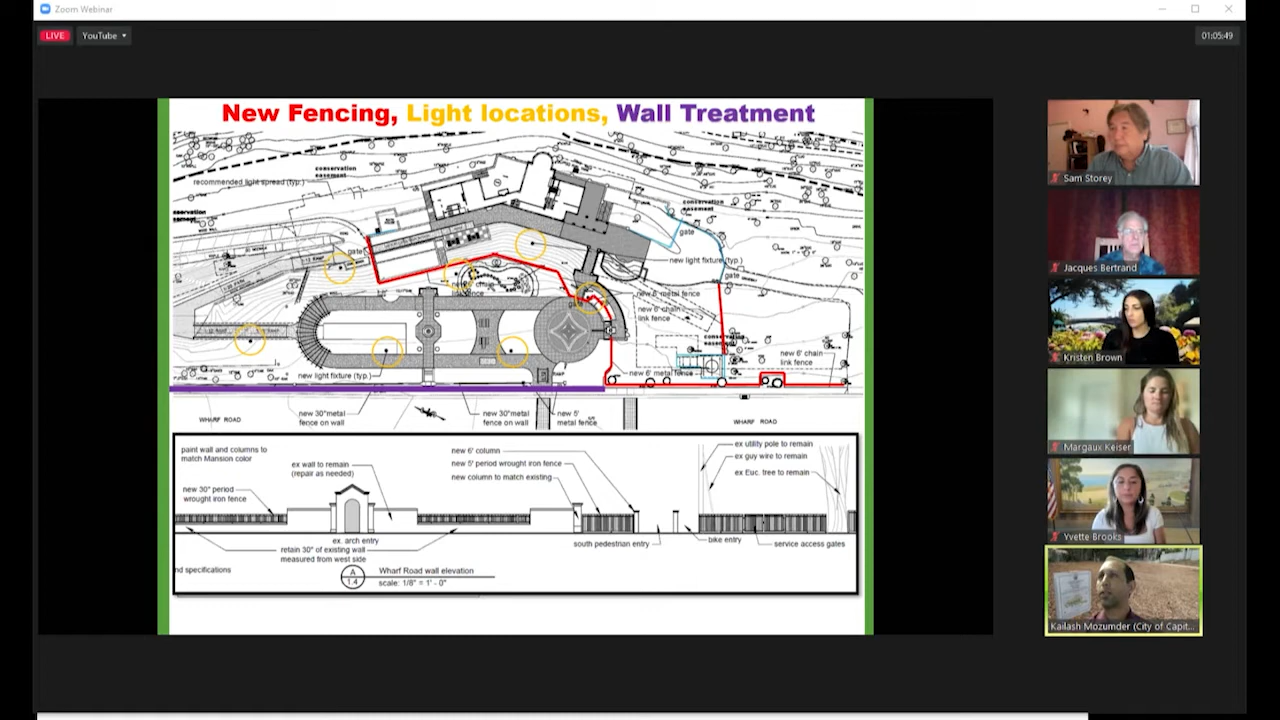 Zoom Webinar
LIVE
YouTube
01:05:49
New Fencing, Light locations, Wall Treatment
conservation
easement
conservation
easement
recommended light spread (typ.)
easement
conservation
easement
gate
gate
new light fixture (typ.)
gate
new 6' metal fence
new 6' chain
link fence
new 6' chain
link fence
new 6' metal fence
new light fixture (typ.)
WHARF ROAD
new 30" metal
fence on wall
new 30" metal
fence on wall
new 5'
metal fence
WHARF ROAD
paint wall and columns to
match Mansion color
ex wall to remain
(repair as needed)
new 6' column
new 5' period wrought iron fence
new column to match existing
ex utility pole to remain
ex guy wire to remain
ex Euc. tree to remain
new 30" period
wrought iron fence
ex. arch entry
retain 30" of existing wall
measured from west side
south pedestrian entry
bike entry
service access gates
nd specifications
A
1.4
Wharf Road wall elevation
scale: 1/8" = 1' - 0"
Sam Storey
Jacques Bertrand
Kristen Brown
Margaux Keiser
Yvette Brooks
Kailash Mozumder (City of Capit...